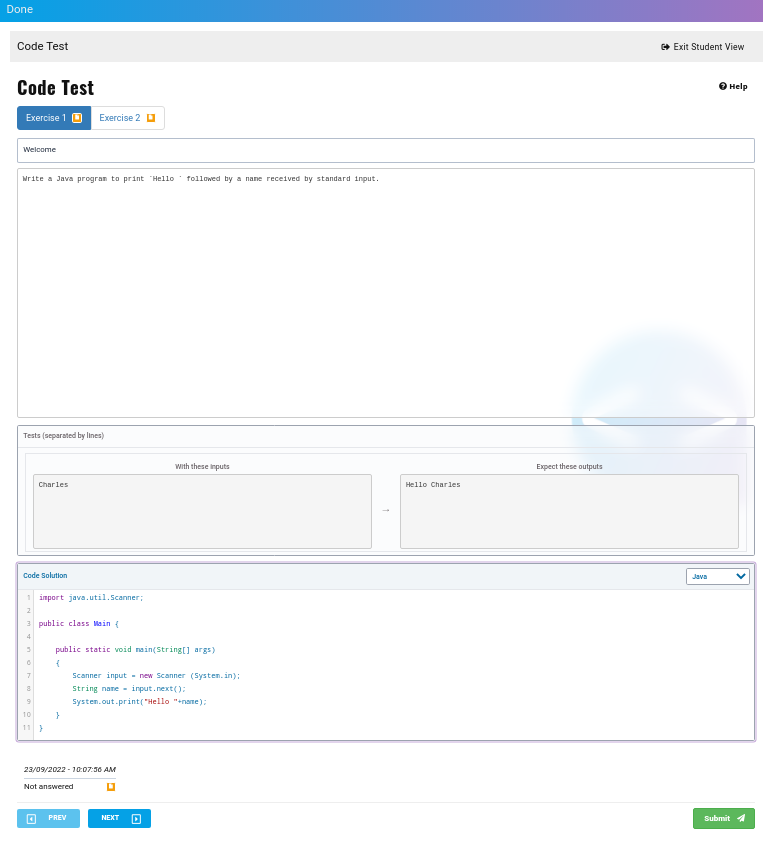 Done
Code Test
Exit Student View
Code Test
Help
Exercise 1
Exercise 2
Welcome
Write a Java program to print `Hello ` followed by a name received by standard input.
Tests (separated by lines)
With these inputs
Expect these outputs
Charles
→
Hello Charles
Code Solution
Java
1 import java.util.Scanner;
2
3 public class Main {
4
5     public static void main(String[] args)
6     {
7         Scanner input = new Scanner (System.in);
8         String name = input.next();
9         System.out.print("Hello "+name);
10     }
11 }
23/09/2022 - 10:07:56 AM
Not answered
PREV
NEXT
Submit